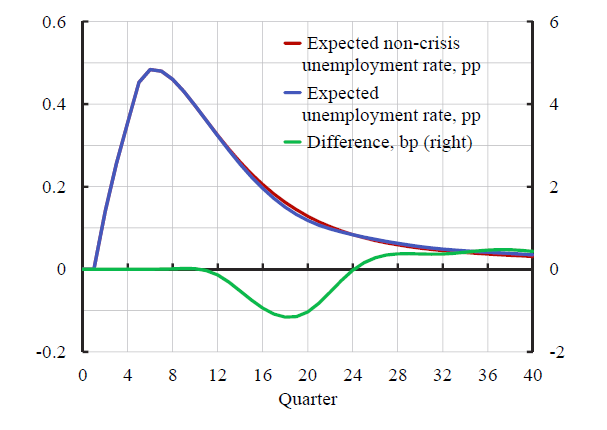 0.6
6
Expected non-crisis
unemployment rate, pp
Expected
unemployment rate, pp
Difference, bp (right)
0.4
4
0.2
2
0
0
-0.2
-2
0 4 8 12 16 20 24 28 32 36 40
Quarter